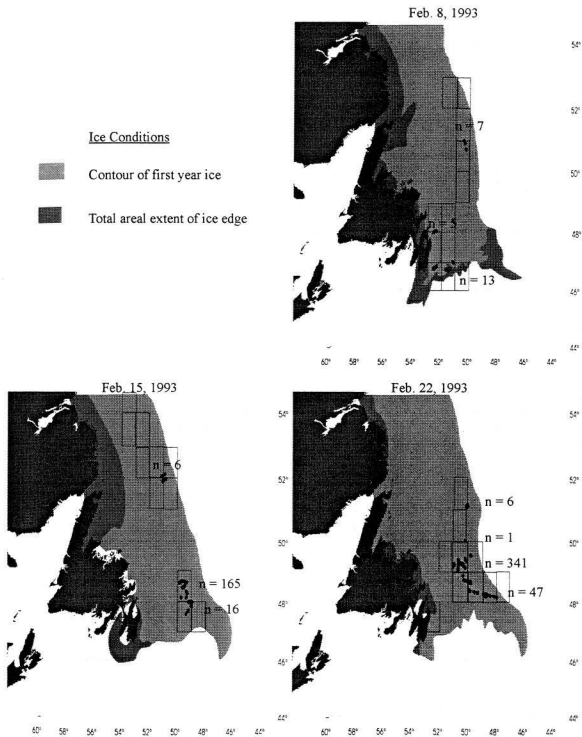 Feb. 8, 1993
54°
52°
Ice Conditions
n = 7
Contour of first year ice
50°
Total areal extent of ice edge
n = 5
48°
n = 13
46°
44°
60° 58° 56° 54° 52° 50° 48° 46° 44°
Feb. 15, 1993
54°
n = 6
52°
50°
n = 165
n = 16
48°
46°
44°
60° 58° 56° 54° 52° 50° 48° 46° 44°
Feb. 22, 1993
54°
52°
n = 6
n = 1
50°
n = 341
n = 47
48°
46°
44°
60° 58° 56° 54° 52° 50° 48° 46° 44°